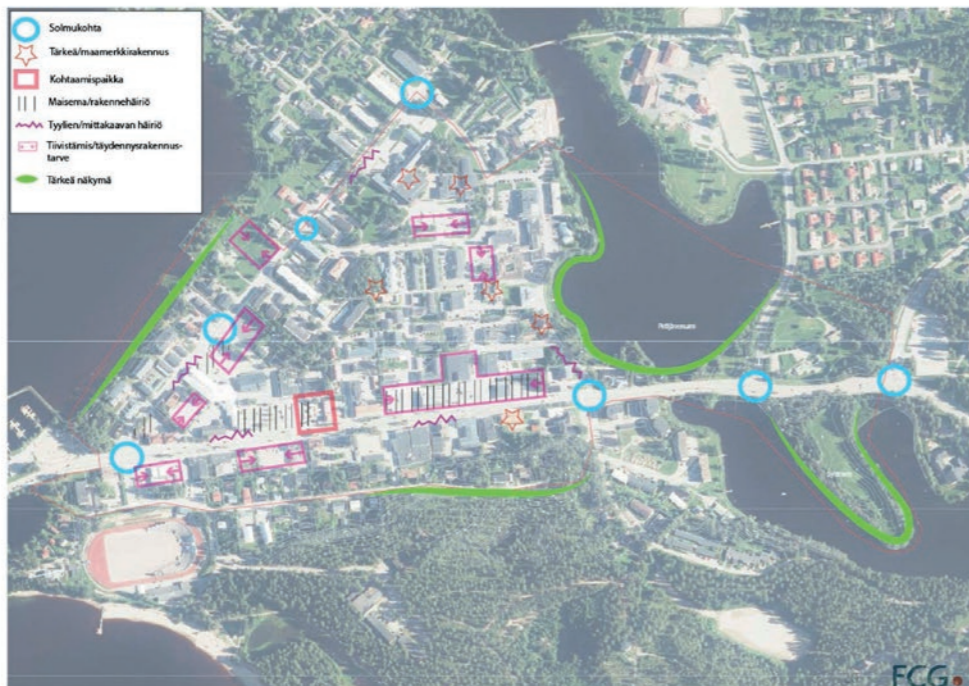 Solmukohta
Tärkeä/maamerkkirakennus
Kohtaamispaikka
Maisema/rakennehäiriö
Tyylien/mittakaavan häiriö
Tiivistämis/täydennysrakennus-
tarve
Tärkeä näkymä
FCG